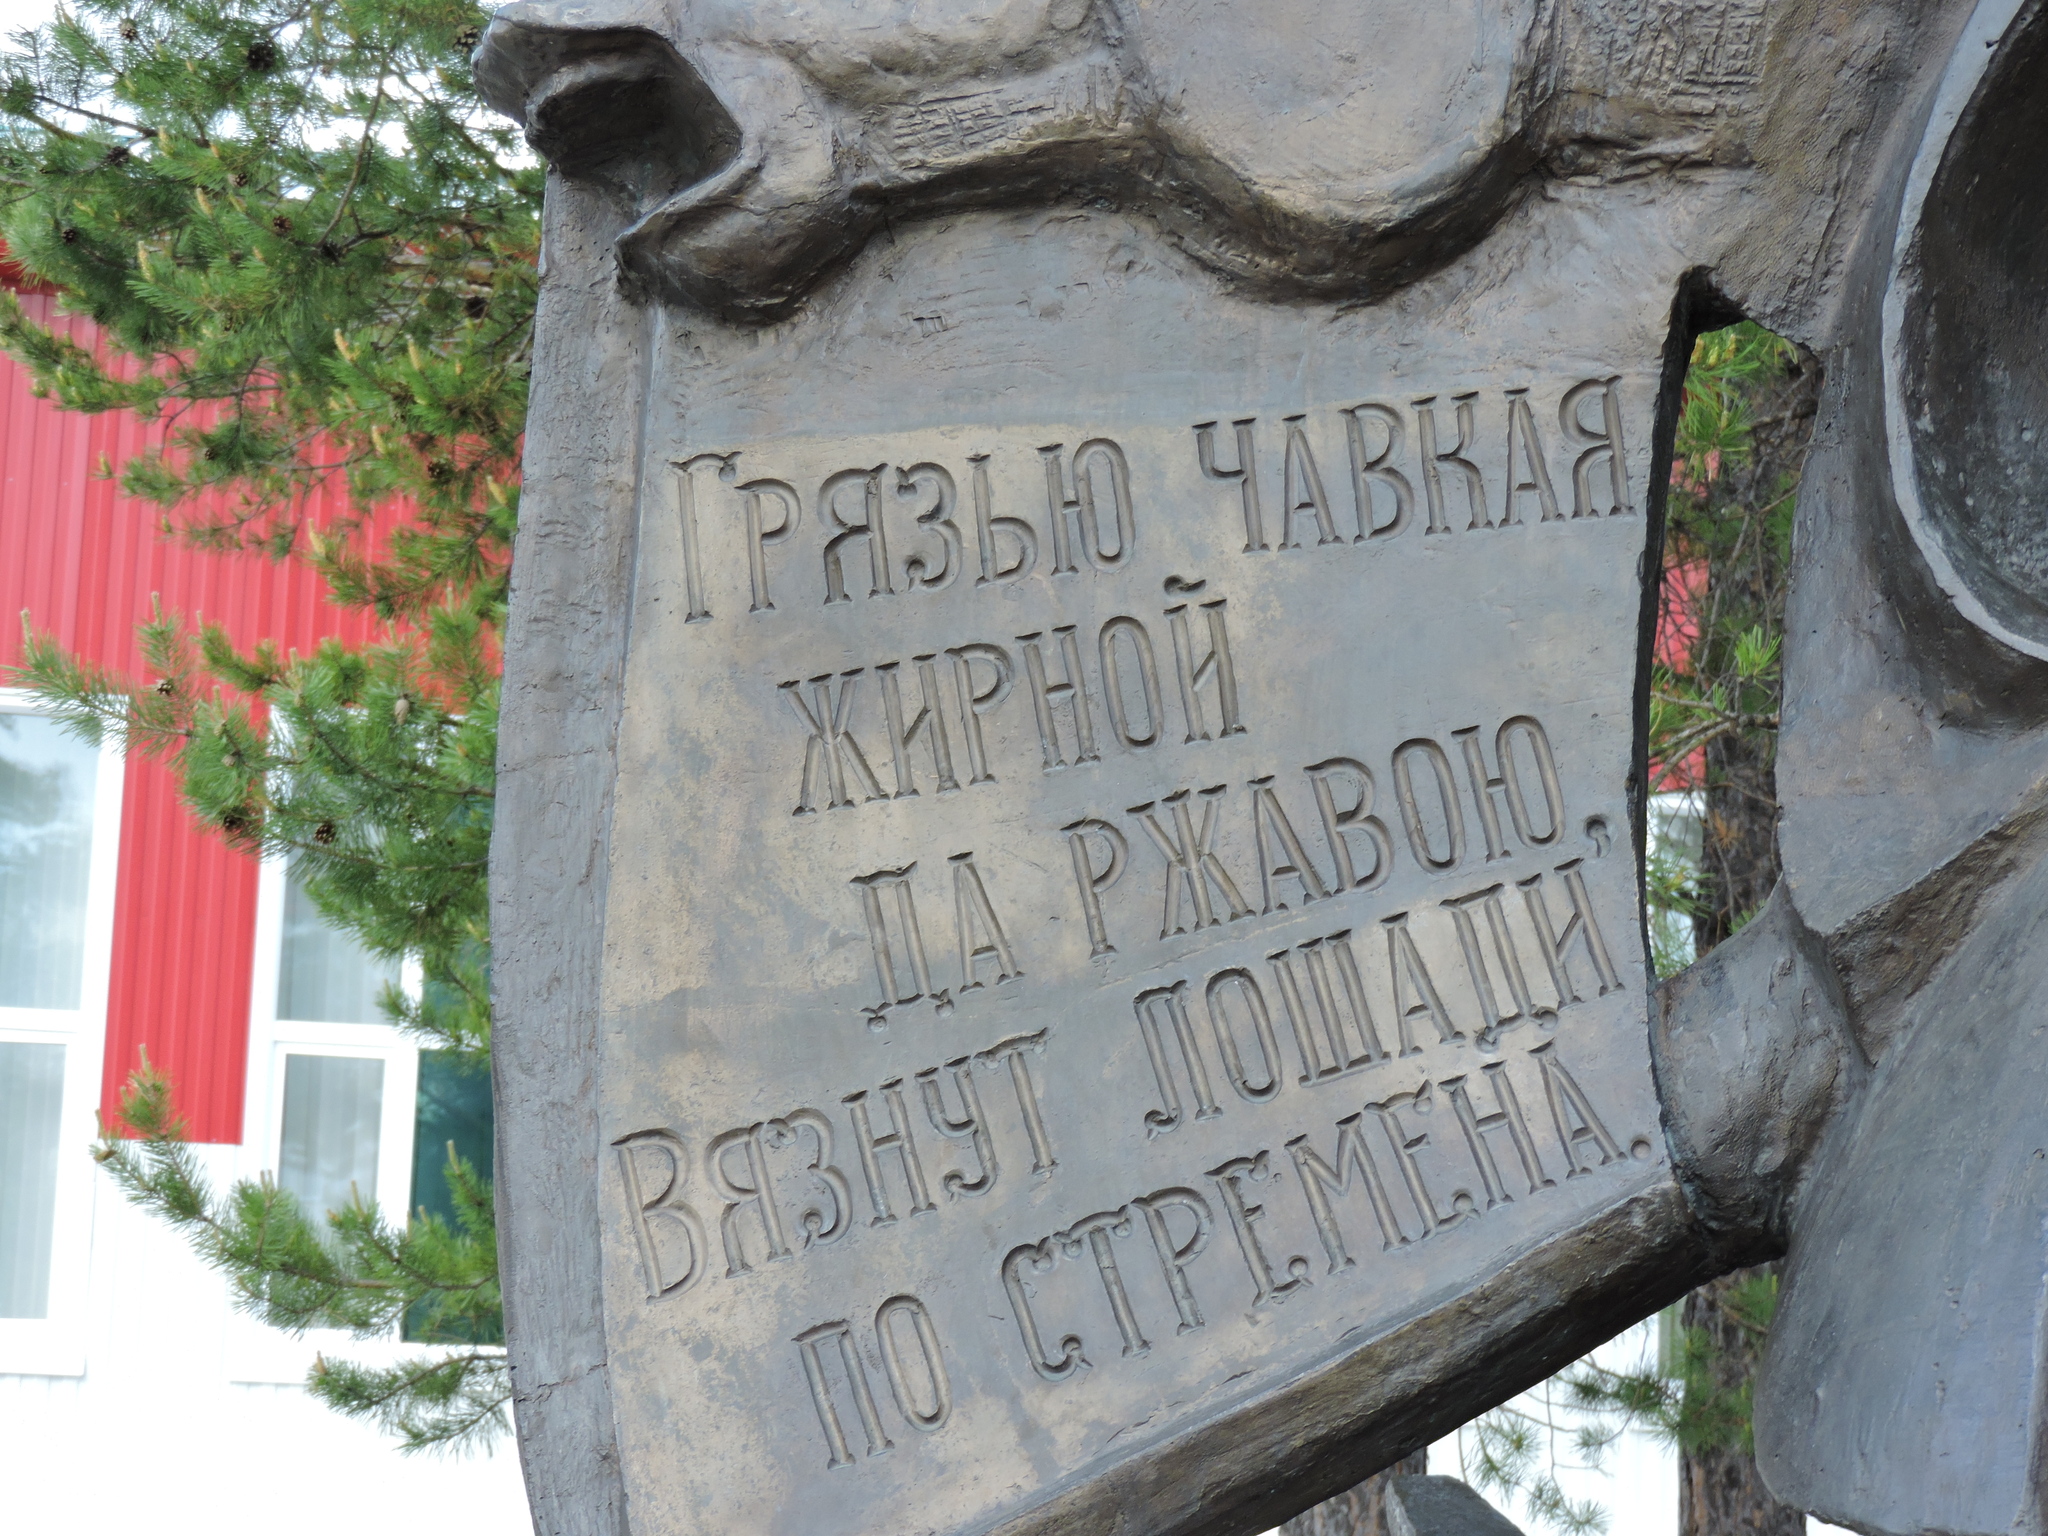 Грязью чавкая
жирной
да ржавою,
Вязнут лошади
по стремена.